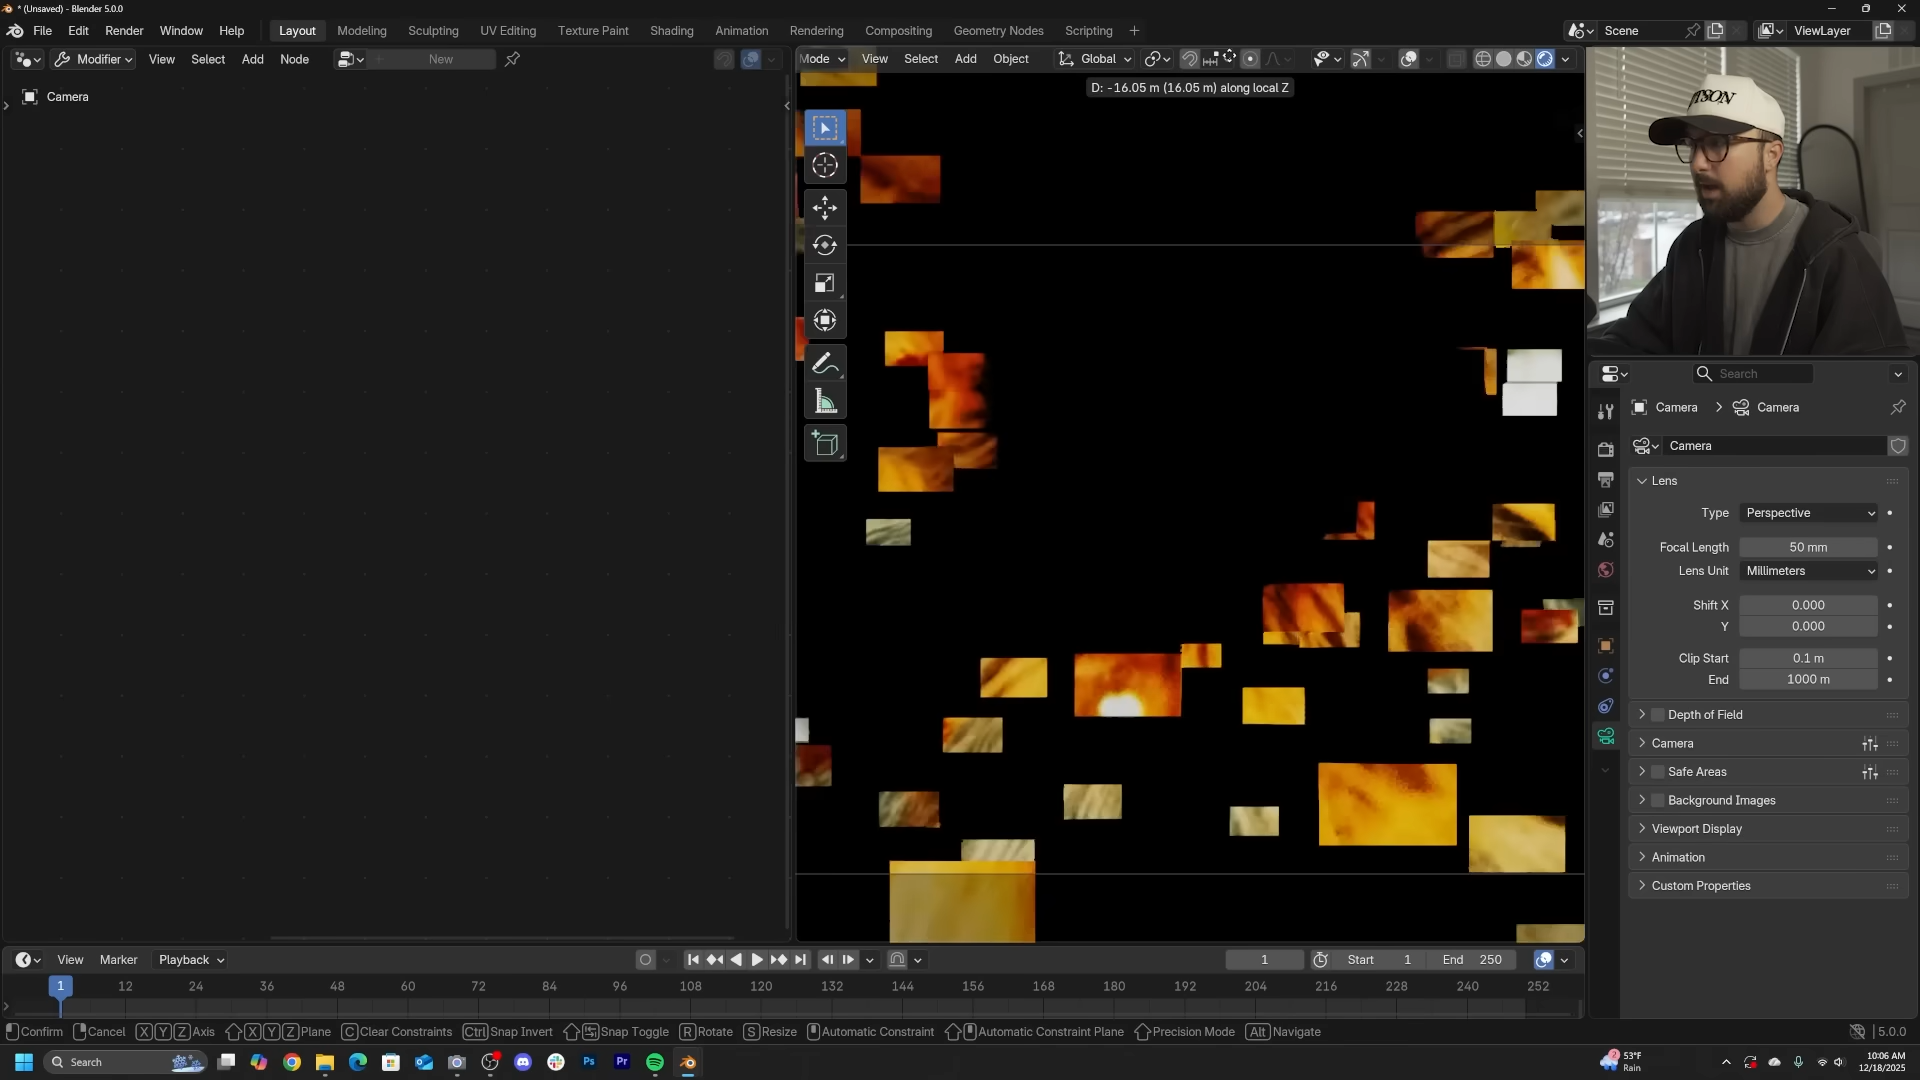 * (Unsaved) - Blender 5.0.0
File Edit Render Window Help Layout Modeling Sculpting UV Editing Texture Paint Shading Animation Rendering Compositing Geometry Nodes Scripting + Scene ViewLayer
Modifier View Select Add Node New Mode View Select Add Object Global
D: -16.05 m (16.05 m) along local Z
Camera
Search
Camera Camera
Camera
Lens
Type Perspective
Focal Length 50 mm
Lens Unit Millimeters
Shift X 0.000
Y 0.000
Clip Start 0.1 m
End 1000 m
Depth of Field
Camera
Safe Areas
Background Images
Viewport Display
Animation
Custom Properties
View Marker Playback 1 Start 1 End 250
1 12 24 36 48 60 72 84 96 108 120 132 144 156 168 180 192 204 216 228 240 252
Confirm Cancel X Y Z Axis X Y Z Plane C Clear Constraints Ctrl Snap Invert Snap Toggle R Rotate S Resize Automatic Constraint Automatic Constraint Plane Precision Mode Alt Navigate 5.0.0
Search Ps Pr 2 53°F
Rain
10:06 AM
12/18/2025